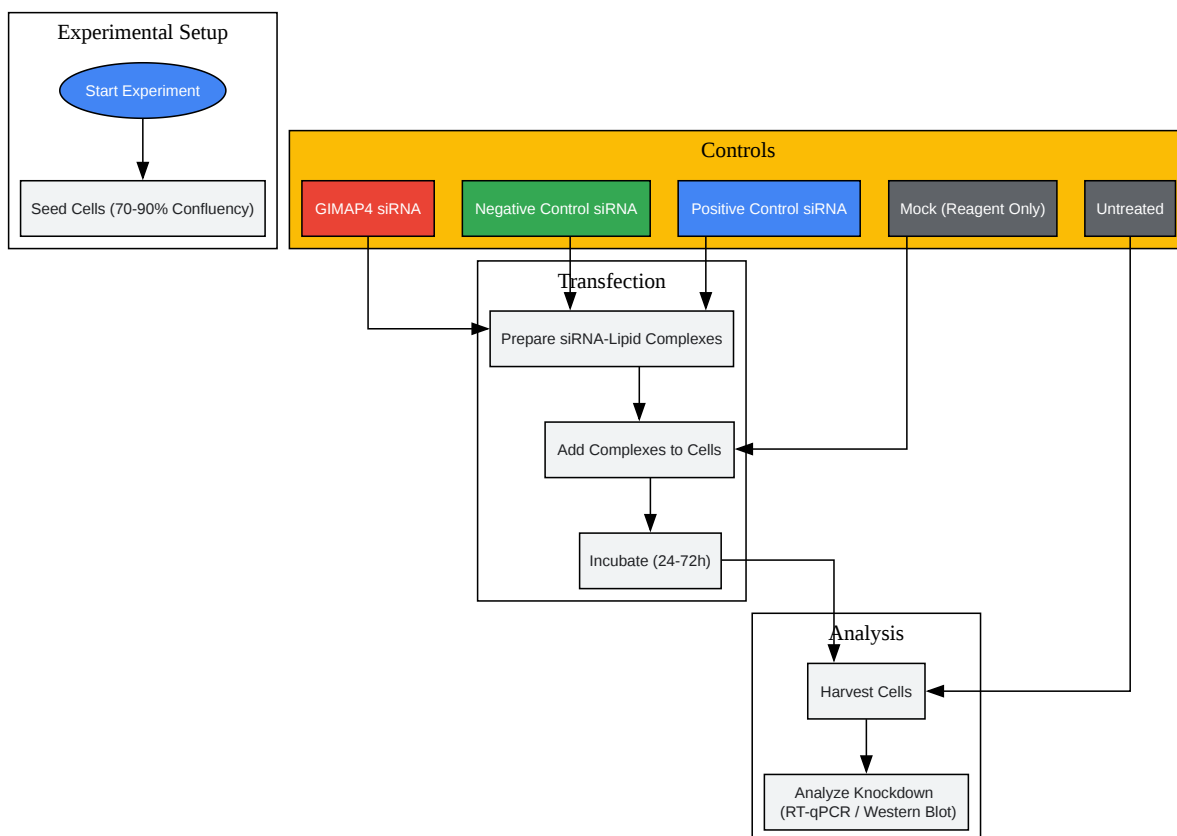 Experimental Setup
Start Experiment
Seed Cells (70-90% Confluency)
Controls
GIMAP4 siRNA
Negative Control siRNA
Positive Control siRNA
Mock (Reagent Only)
Untreated
Transfection
Prepare siRNA-Lipid Complexes
Add Complexes to Cells
Incubate (24-72h)
Analysis
Harvest Cells
Analyze Knockdown
(RT-qPCR / Western Blot)